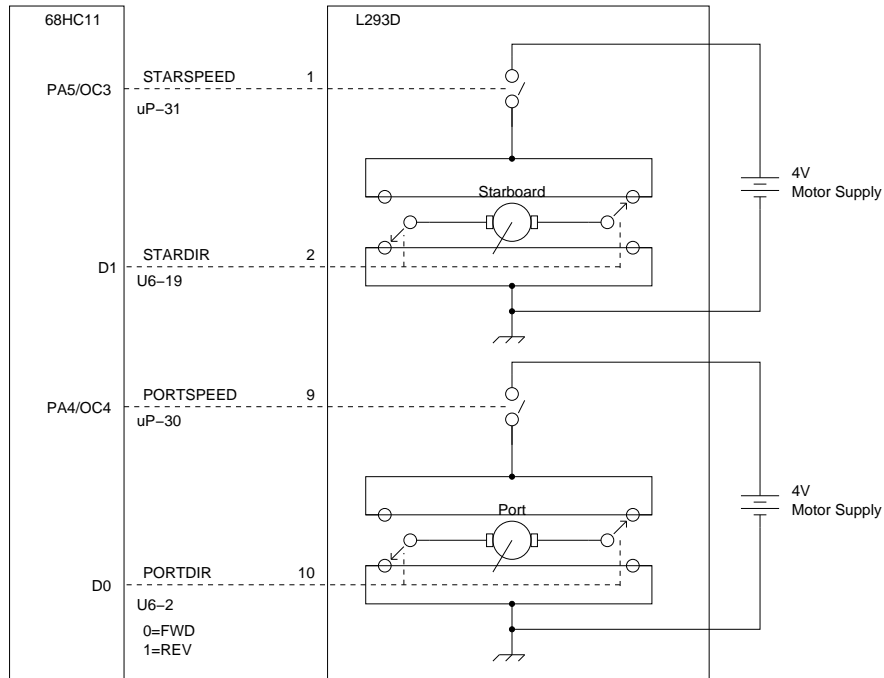 68HC11
L293D
PA5/OC3
STARSPEED
1
uP−31
4V
Motor Supply
Starboard
D1
STARDIR
2
U6−19
PA4/OC4
PORTSPEED
9
uP−30
4V
Motor Supply
Port
D0
PORTDIR
10
U6−2
0=FWD
1=REV